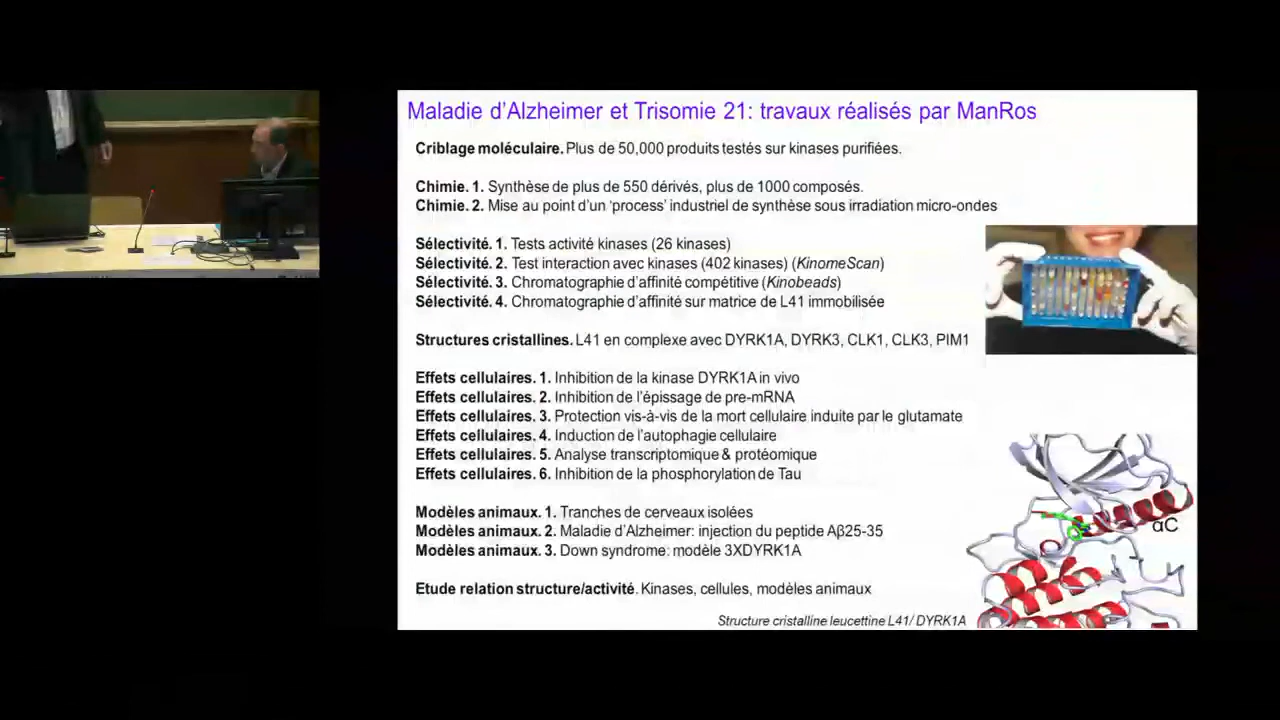 Maladie d'Alzheimer et Trisomie 21: travaux réalisés par ManRos
Criblage moléculaire. Plus de 50,000 produits testés sur kinases purifiées.
Chimie. 1. Synthèse de plus de 550 dérivés, plus de 1000 composés.
Chimie. 2. Mise au point d'un 'process' industriel de synthèse sous irradiation micro-ondes
Sélectivité. 1. Tests activité kinases (26 kinases)
Sélectivité. 2. Test interaction avec kinases (402 kinases) (KinomeScan)
Sélectivité. 3. Chromatographie d'affinité compétitive (Kinobeads)
Sélectivité. 4. Chromatographie d'affinité sur matrice de L41 immobilisée
Structures cristallines. L41 en complexe avec DYRK1A, DYRK3, CLK1, CLK3, PIM1
Effets cellulaires. 1. Inhibition de la kinase DYRK1A in vivo
Effets cellulaires. 2. Inhibition de l'épissage de pre-mRNA
Effets cellulaires. 3. Protection vis-à-vis de la mort cellulaire induite par le glutamate
Effets cellulaires. 4. Induction de l'autophagie cellulaire
Effets cellulaires. 5. Analyse transcriptomique & protéomique
Effets cellulaires. 6. Inhibition de la phosphorylation de Tau
Modèles animaux. 1. Tranches de cerveaux isolées
Modèles animaux. 2. Maladie d'Alzheimer: injection du peptide Aβ25-35
Modèles animaux. 3. Down syndrome: modèle 3XDYRK1A
Etude relation structure/activité. Kinases, cellules, modèles animaux
αC
Structure cristalline leucettine L41/ DYRK1A